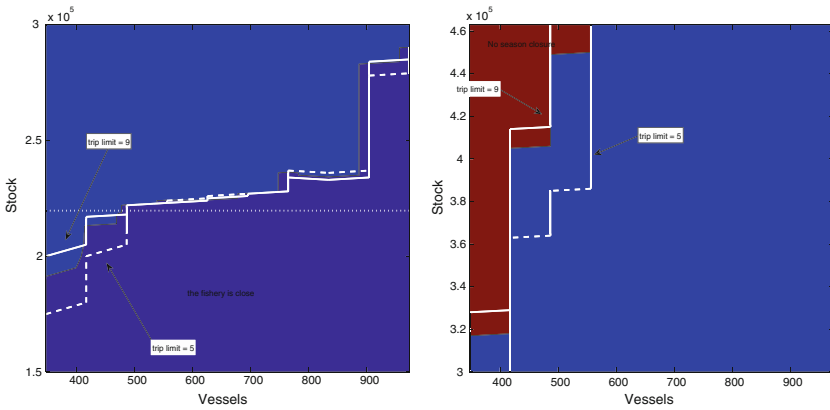 x 10^5
3
2.5
2
1.5
Stock
trip limit = 9
the fishery is close
trip limit = 5
400
500
600
700
800
900
Vessels
x 10^5
4.6
4.4
4.2
4
3.8
3.6
3.4
3.2
3
Stock
No season closure
trip limit = 9
trip limit = 5
400
500
600
700
800
900
Vessels